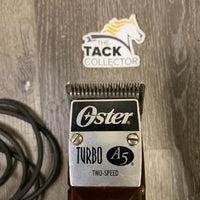 THE
TACK
COLLECTOR
Oster
TURBO A5
TWO-SPEED